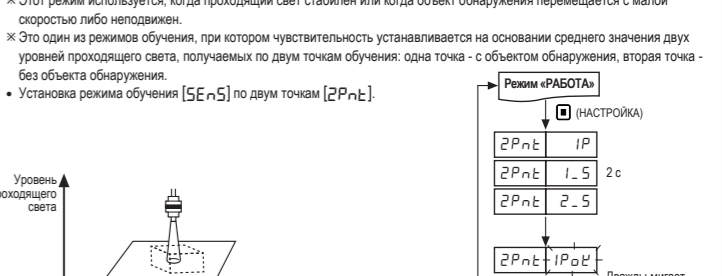 ※ Этот режим используется, когда проходящий свет стабилен или когда объект обнаружения перемещается с малой
скоростью либо неподвижен.
※ Это один из режимов обучения, при котором чувствительность устанавливается на основании среднего значения двух
уровней проходящего света, получаемых по двум точкам обучения: одна точка - с объектом обнаружения, вторая точка -
без объекта обнаружения.
• Установка режима обучения [SEnS] по двум точкам [2Pnt].
Режим «РАБОТА»
(НАСТРОЙКА)
2Pnt 1P
2Pnt 1_S 2 с
2Pnt 2_S
2Pnt 1PoK
Дважды мигает
Уровень
проходящего
света